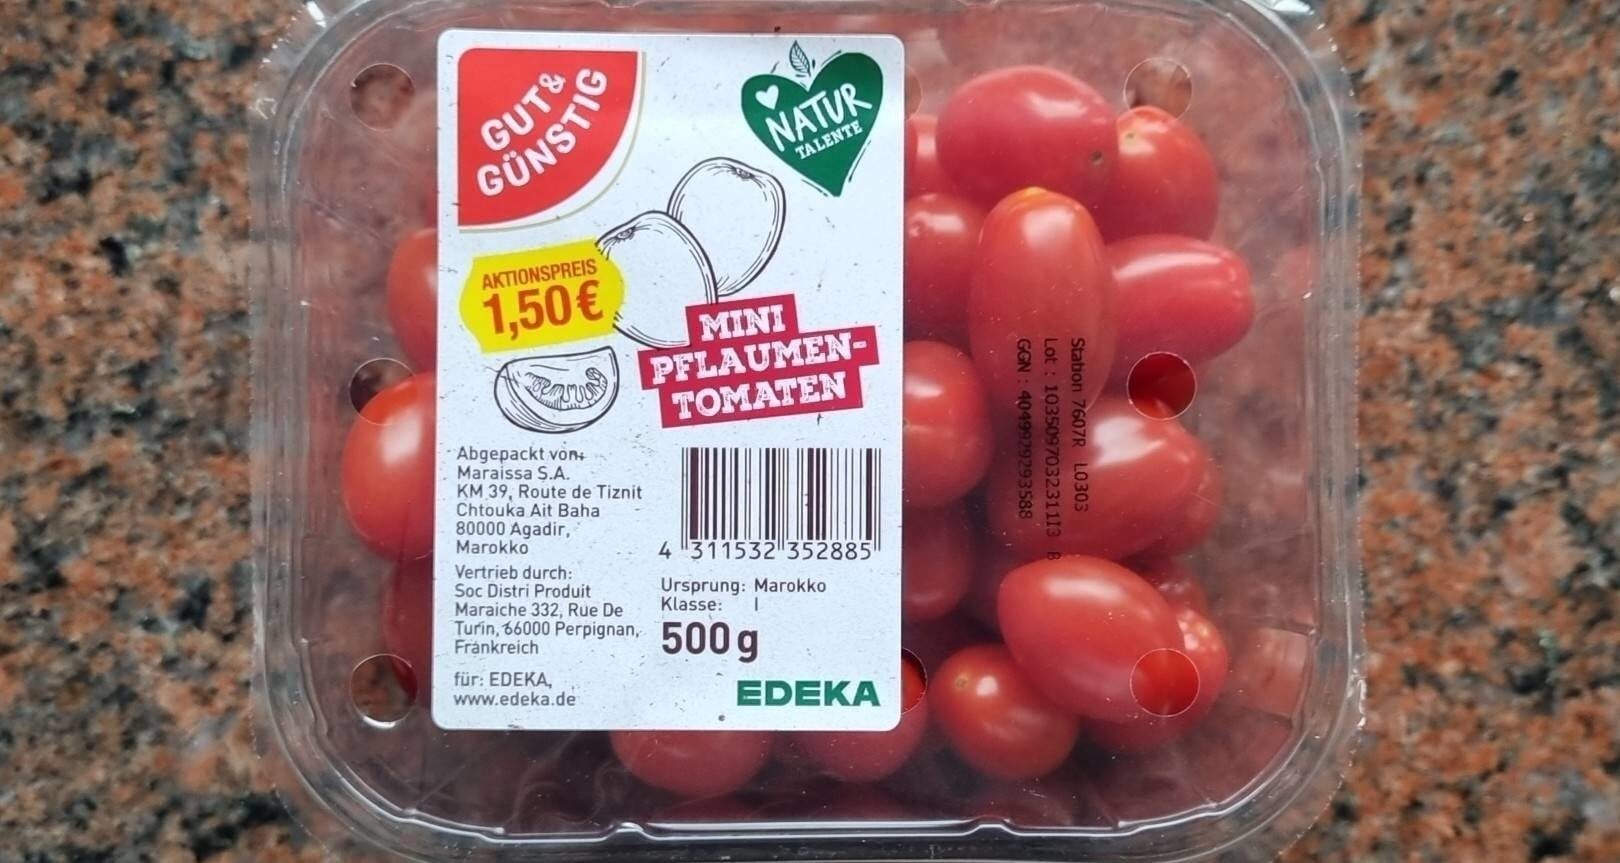 GUT&
GÜNSTIG
NATUR
TALENTE
AKTIONSPREIS
1,50€
MINI
PFLAUMEN-
TOMATEN
Abgepackt von:
Maraissa S.A.
KM 39, Route de Tiznit
Chtouka Ait Baha
80000 Agadir,
Marokko
Vertrieb durch:
Soc Distri Produit
Maraiche 332, Rue De
Turin, 66000 Perpignan,
Frankreich
für: EDEKA,
www.edeka.de
4 311532 352885
Ursprung: Marokko
Klasse: I
500g
EDEKA
Station 7607R L0303
Lot : 103509703231113 B
GGN : 4049929293588